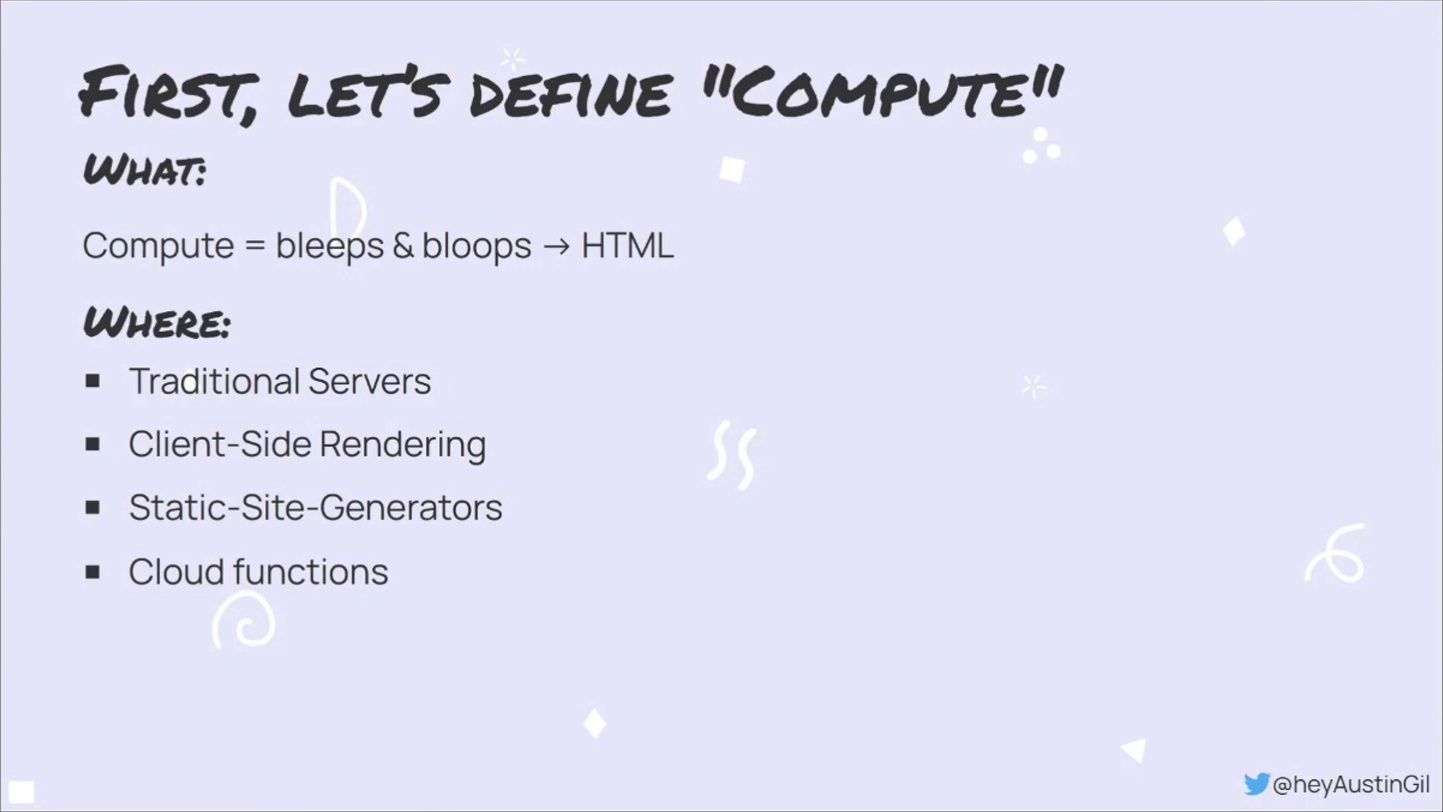 First, let's define "Compute"
What:
Compute = bleeps & bloops → HTML
Where:
▪ Traditional Servers
▪ Client-Side Rendering
▪ Static-Site-Generators
▪ Cloud functions
@heyAustinGil